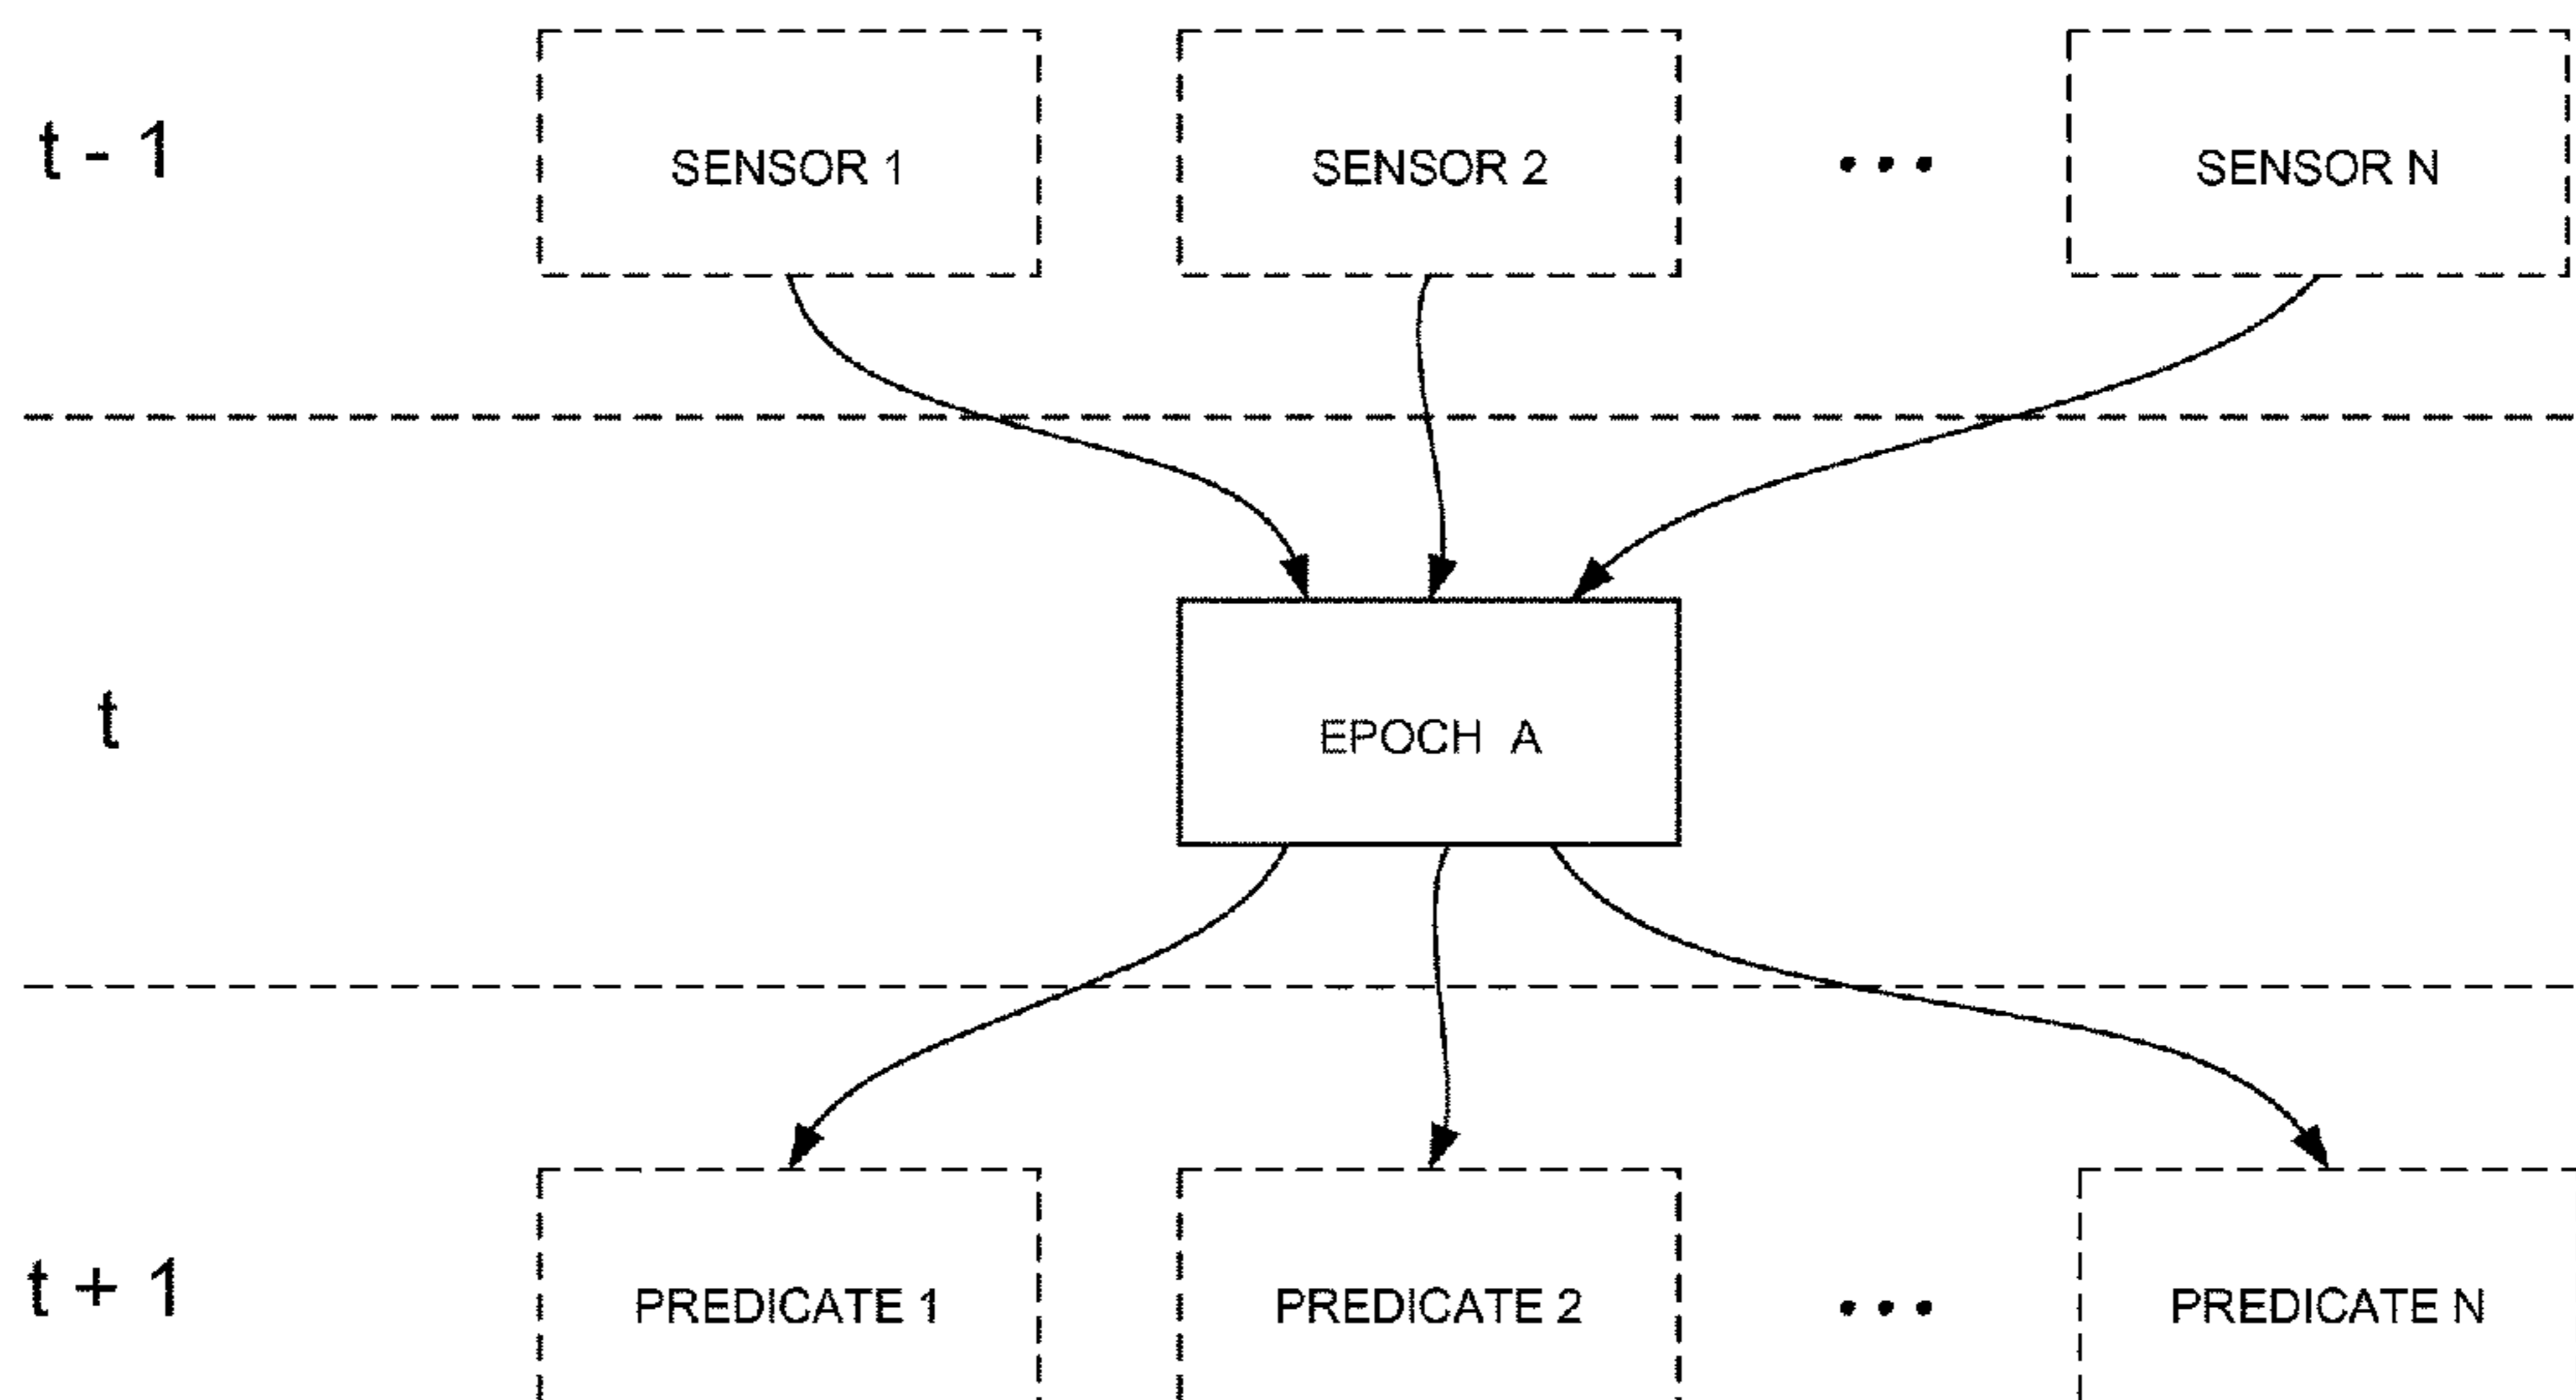 t - 1
SENSOR 1
SENSOR 2
•••
SENSOR N
t
EPOCH A
t + 1
PREDICATE 1
PREDICATE 2
•••
PREDICATE N